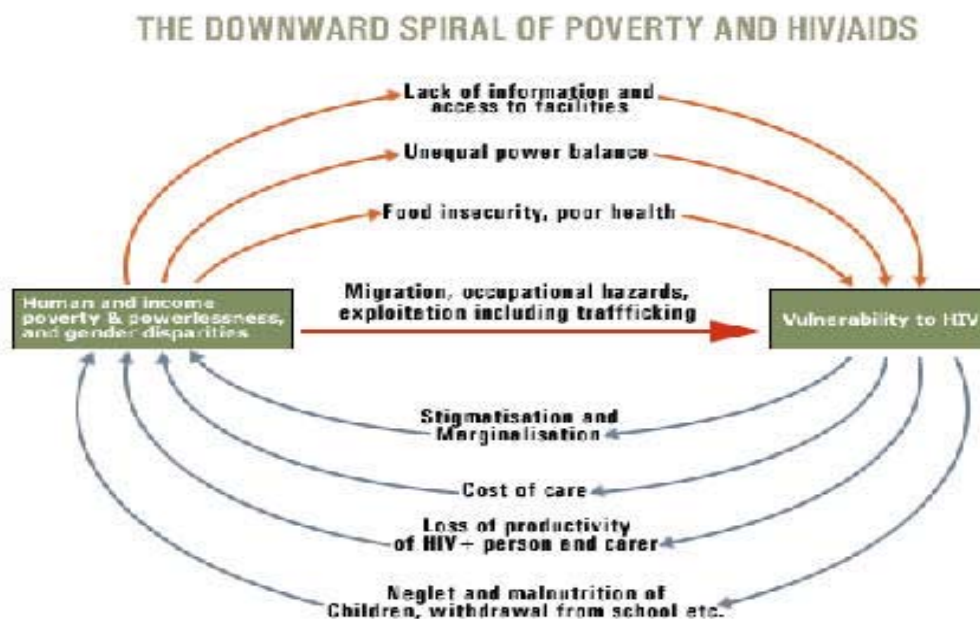 THE DOWNWARD SPIRAL OF POVERTY AND HIV/AIDS
Lack of information and
access to facilities
Unequal power balance
Food insecurity, poor health
Human and income
poverty & powerlessness,
and gender disparities
Migration, occupational hazards,
exploitation including traffficking
Vulnerability to HIV
Stigmatisation and
Marginalisation
Cost of care
Loss of productivity
of HIV+ person and carer
Neglet and malnutrition of
Children, withdrawal from school etc.